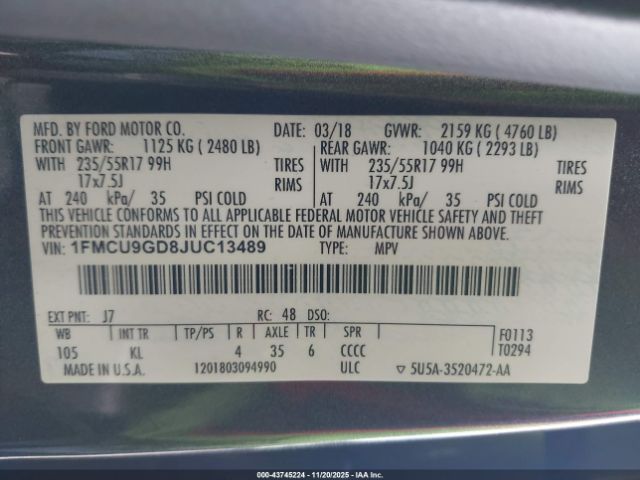 MFD. BY FORD MOTOR CO. DATE: 03/18 GVWR: 2159 KG ( 4760 LB)
FRONT GAWR: 1125 KG ( 2480 LB) REAR GAWR: 1040 KG ( 2293 LB)
WITH 235/55R17 99H TIRES WITH 235/55R17 99H TIRES
17x7.5J RIMS 17x7.5J RIMS
AT 240 kPa/ 35 PSI COLD AT 240 kPa/ 35 PSI COLD
THIS VEHICLE CONFORMS TO ALL APPLICABLE FEDERAL MOTOR VEHICLE SAFETY AND THEFT
PREVENTION STANDARDS IN EFFECT ON THE DATE OF MANUFACTURE SHOWN ABOVE.
VIN: 1FMCU9GD8JUC13489 TYPE: MPV
EXT PNT: J7 RC: 48 DSO:
WB INT TR TP/PS R AXLE TR SPR F0113
105 KL 4 35 6 CCCC T0294
MADE IN U.S.A. 1201803094990 ULC ▽ 5U5A-3520472-AA
000-43745224 - 11/20/2025 - IAA, Inc.